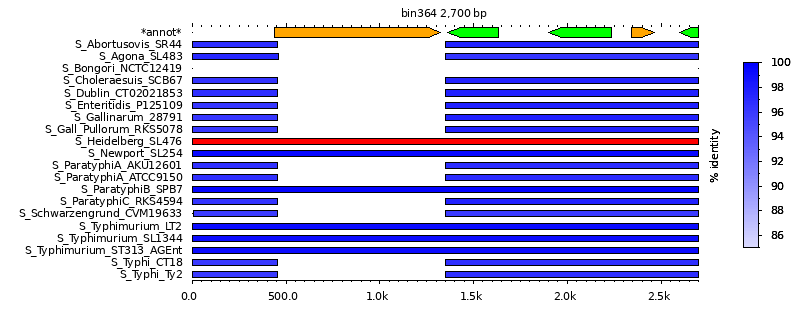 bin364 2,700 bp
*annot*
S_Abortusovis_SR44
S_Agona_SL483
S_Bongori_NCTC12419
S_Choleraesuis_SCB67
S_Dublin_CT02021853
S_Enteritidis_P125109
S_Gallinarum_28791
S_Gall_Pullorum_RKS5078
S_Heidelberg_SL476
S_Newport_SL254
S_ParatyphiA_AKU12601
S_ParatyphiA_ATCC9150
S_ParatyphiB_SPB7
S_ParatyphiC_RKS4594
S_Schwarzengrund_CVM19633
S_Typhimurium_LT2
S_Typhimurium_SL1344
S_Typhimurium_ST313_AGEnt
S_Typhi_CT18
S_Typhi_Ty2
0.0 500.0 1.0k 1.5k 2.0k 2.5k
% identity
100
98
96
94
92
90
88
86